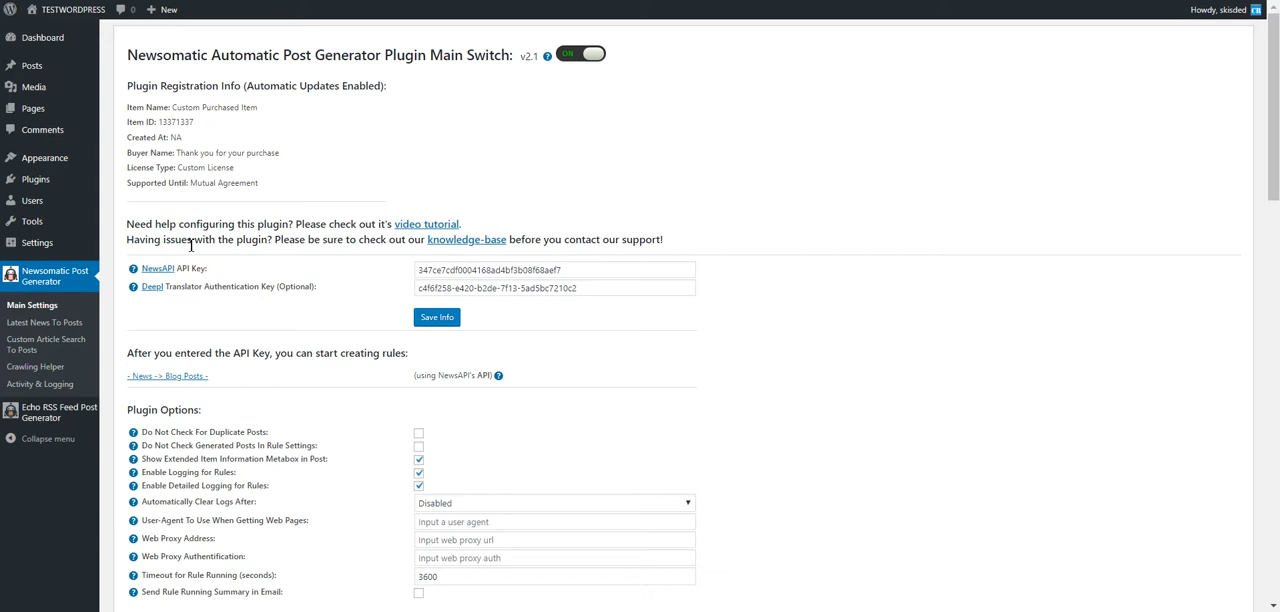 TESTWORDPRESS 0 New Howdy, skisded
Dashboard
Posts
Media
Pages
Comments
Appearance
Plugins
Users
Tools
Settings
Newsomatic Post
Generator
Main Settings
Latest News To Posts
Custom Article Search
To Posts
Crawling Helper
Activity & Logging
Echo RSS Feed Post
Generator
Collapse menu
Newsomatic Automatic Post Generator Plugin Main Switch: v2.1 ? ON
Plugin Registration Info (Automatic Updates Enabled):
Item Name: Custom Purchased Item
Item ID: 13371337
Created At: NA
Buyer Name: Thank you for your purchase
License Type: Custom License
Supported Until: Mutual Agreement
Need help configuring this plugin? Please check out it's video tutorial.
Having issues with the plugin? Please be sure to check out our knowledge-base before you contact our support!
? NewsAPI API Key: 347ce7cdf0004168ad4bf3b08f68aef7
? Deepl Translator Authentication Key (Optional): c4f6f258-e420-b2de-7f13-5ad5bc7210c2
Save Info
After you entered the API Key, you can start creating rules:
- News -> Blog Posts - (using NewsAPI's API) ?
Plugin Options:
? Do Not Check For Duplicate Posts:
? Do Not Check Generated Posts In Rule Settings:
? Show Extended Item Information Metabox in Post:
? Enable Logging for Rules:
? Enable Detailed Logging for Rules:
? Automatically Clear Logs After: Disabled
? User-Agent To Use When Getting Web Pages: Input a user agent
? Web Proxy Address: Input web proxy url
? Web Proxy Authentification: Input web proxy auth
? Timeout for Rule Running (seconds): 3600
? Send Rule Running Summary in Email: